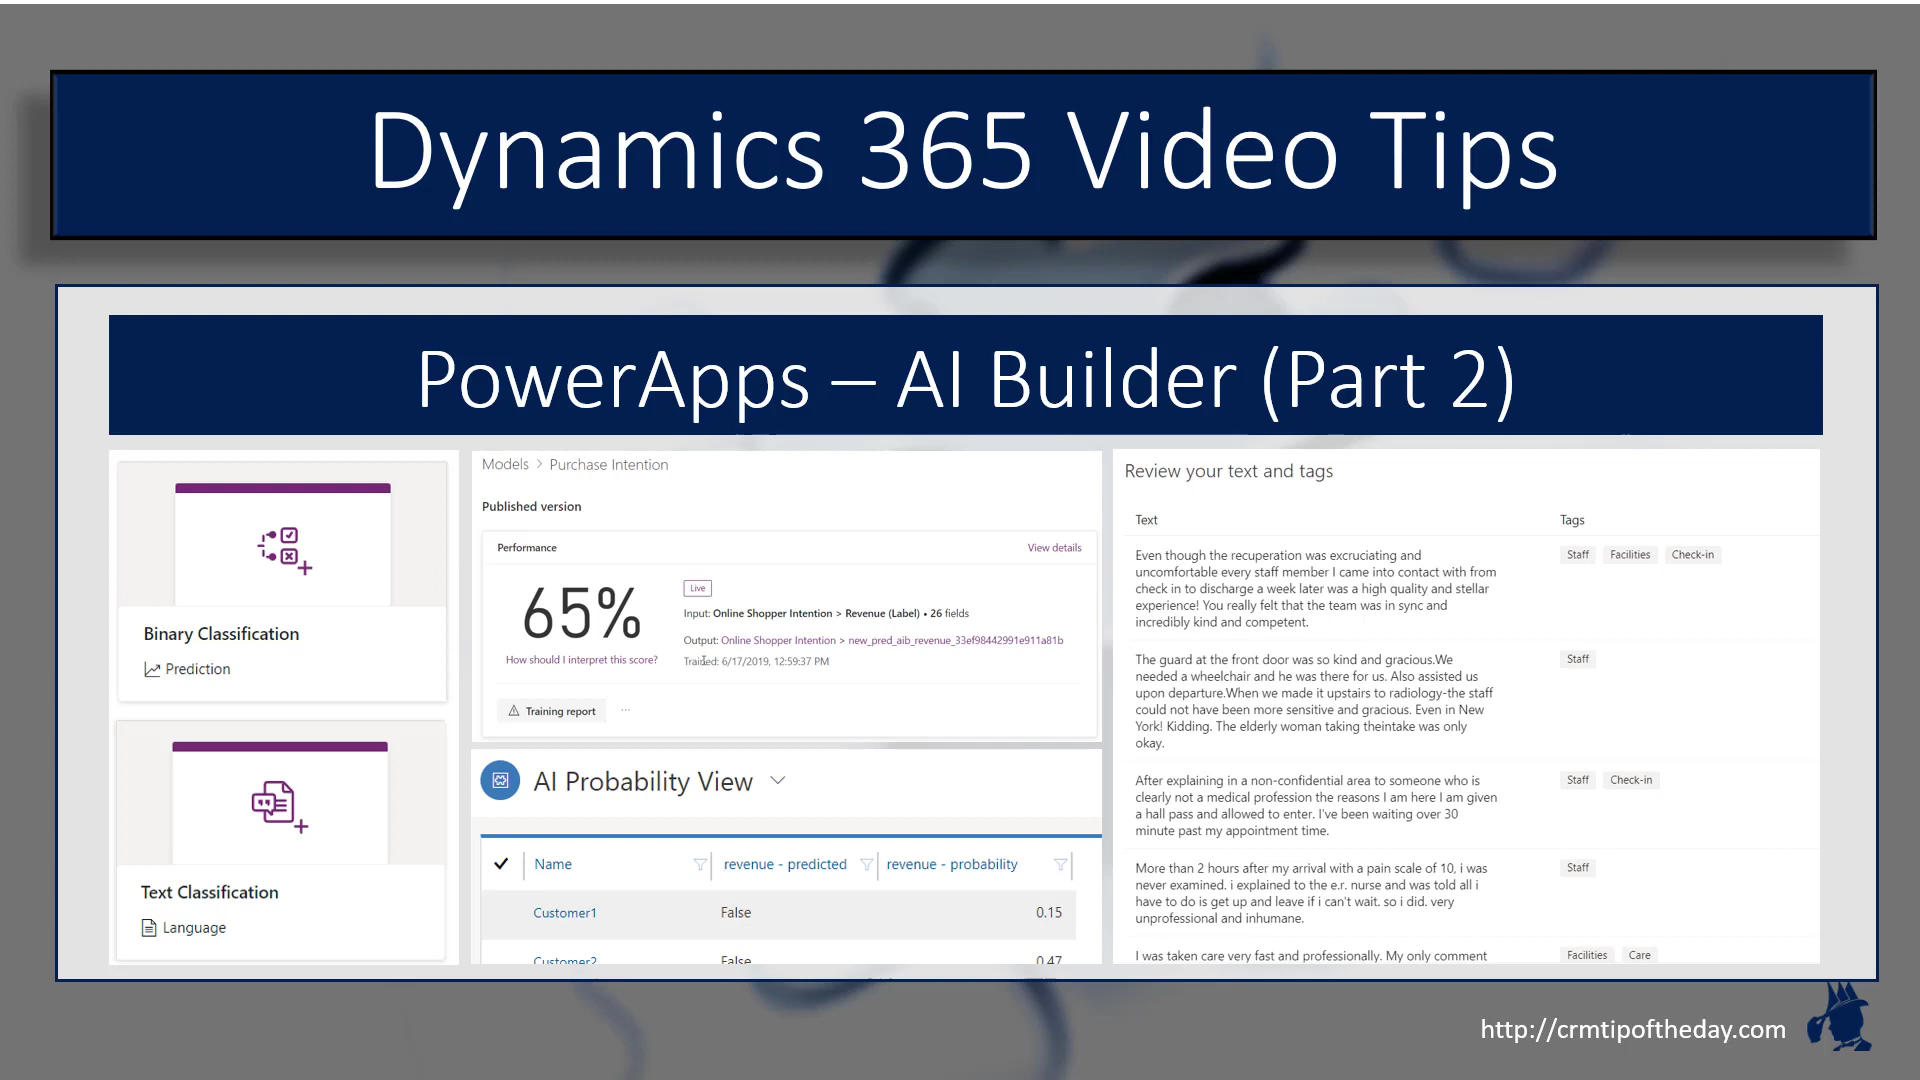 Dynamics 365 Video Tips
PowerApps – AI Builder (Part 2)
Binary Classification
Prediction
Text Classification
Language
Models > Purchase Intention
Published version
Performance
View details
65%
How should I interpret this score?
Live
Input: Online Shopper Intention > Revenue (Label) • 26 fields
Output: Online Shopper Intention > new_pred_aib_revenue_33ef98442991e911a81b
Trained: 6/17/2019, 12:59:37 PM
Training report
...
AI Probability View
Name
revenue - predicted
revenue - probability
Customer1
False
0.15
Customer2
False
0.47
Review your text and tags
Text
Tags
Even though the recuperation was excruciating and
uncomfortable every staff member I came into contact with from
check in to discharge a week later was a high quality and stellar
experience! You really felt that the team was in sync and
incredibly kind and competent.
Staff
Facilities
Check-in
The guard at the front door was so kind and gracious.We
needed a wheelchair and he was there for us. Also assisted us
upon departure.When we made it upstairs to radiology-the staff
could not have been more sensitive and gracious. Even in New
York! Kidding. The elderly woman taking theintake was only
okay.
Staff
After explaining in a non-confidential area to someone who is
clearly not a medical profession the reasons I am here I am given
a hall pass and allowed to enter. I've been waiting over 30
minute past my appointment time.
Staff
Check-in
More than 2 hours after my arrival with a pain scale of 10, i was
never examined. i explained to the e.r. nurse and was told all i
have to do is get up and leave if i can't wait. so i did. very
unprofessional and inhumane.
Staff
I was taken care very fast and professionally. My only comment
Facilities
Care
http://crmtipoftheday.com